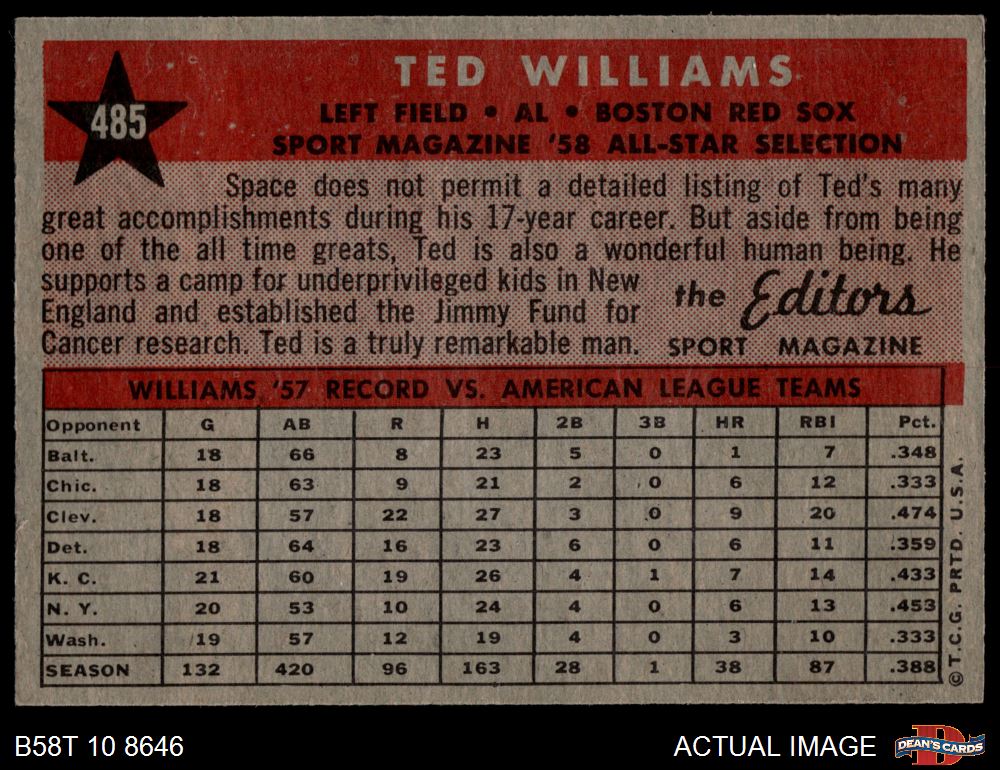 TED WILLIAMS
485
LEFT FIELD • AL • BOSTON RED SOX
SPORT MAGAZINE '58 ALL-STAR SELECTION
Space does not permit a detailed listing of Ted's many
great accomplishments during his 17-year career. But aside from being
one of the all time greats, Ted is also a wonderful human being. He
supports a camp for underprivileged kids in New
England and established the Jimmy Fund for
Cancer research. Ted is a truly remarkable man.
the Editors
SPORT MAGAZINE
WILLIAMS '57 RECORD VS. AMERICAN LEAGUE TEAMS
Opponent G AB R H 2B 3B HR RBI Pct.
Balt. 18 66 8 23 5 0 1 7 .348
Chic. 18 63 9 21 2 0 6 12 .333
Clev. 18 57 22 27 3 0 9 20 .474
Det. 18 64 16 23 6 0 6 11 .359
K. C. 21 60 19 26 4 1 7 14 .433
N. Y. 20 53 10 24 4 0 6 13 .453
Wash. 19 57 12 19 4 0 3 10 .333
SEASON 132 420 96 163 28 1 38 87 .388
©T.C.G. PRTD. U.S.A.
B58T 10 8646
ACTUAL IMAGE
DEAN'S CARDS